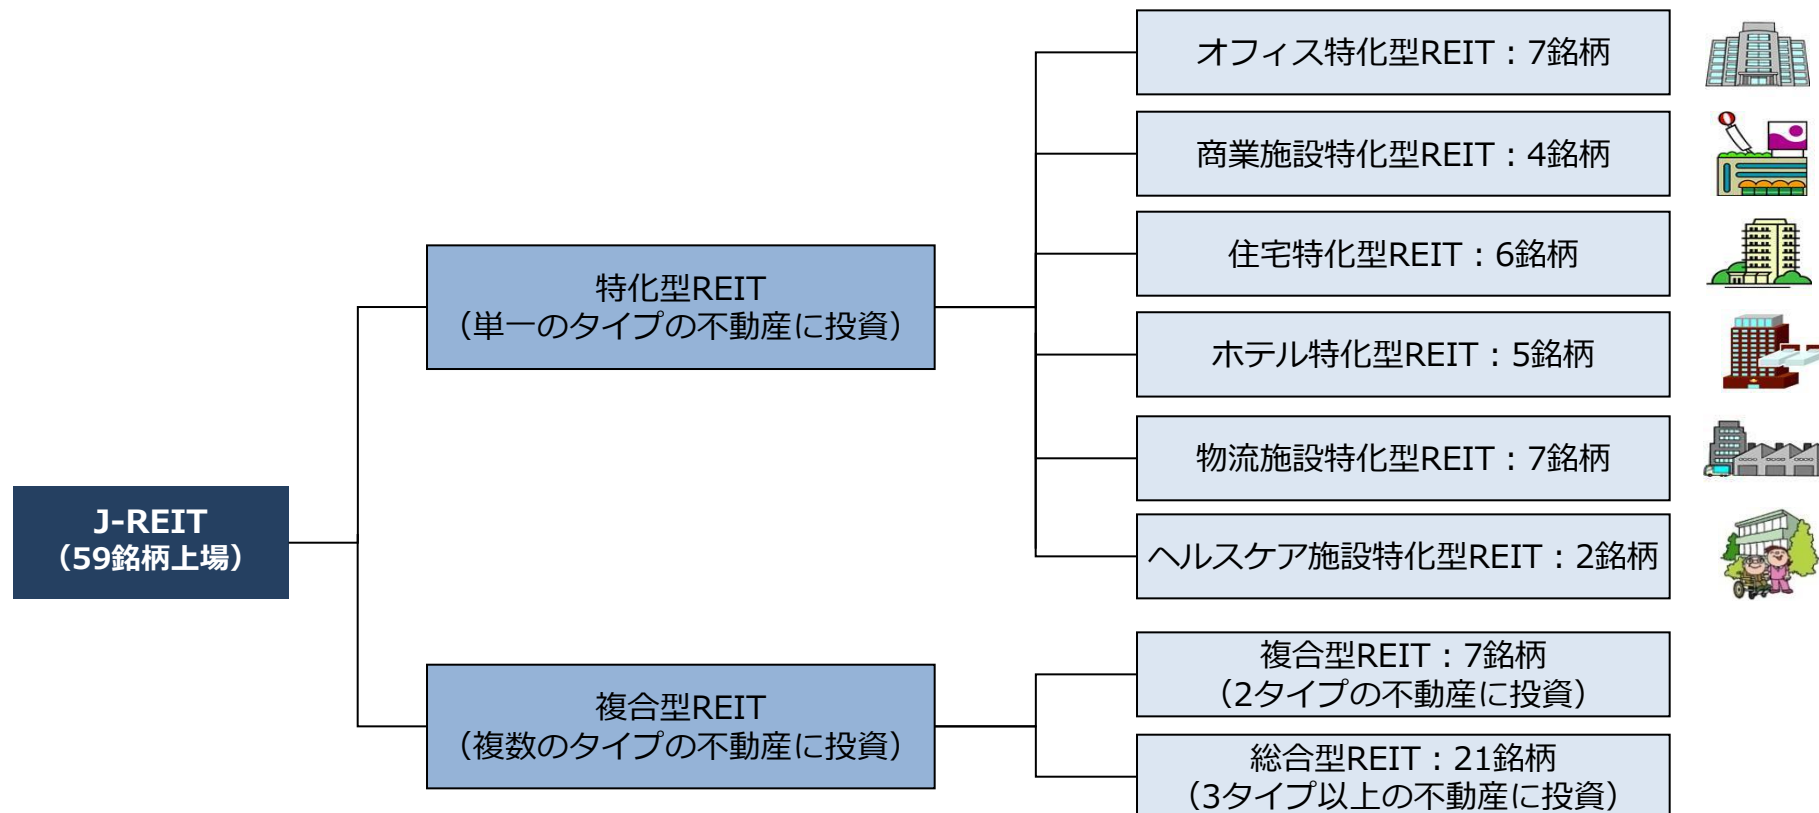 J-REIT
（59銘柄上場）
特化型REIT
（単一のタイプの不動産に投資）
オフィス特化型REIT：7銘柄
商業施設特化型REIT：4銘柄
住宅特化型REIT：6銘柄
ホテル特化型REIT：5銘柄
物流施設特化型REIT：7銘柄
ヘルスケア施設特化型REIT：2銘柄
複合型REIT
（複数のタイプの不動産に投資）
複合型REIT：7銘柄
（2タイプの不動産に投資）
総合型REIT：21銘柄
（3タイプ以上の不動産に投資）